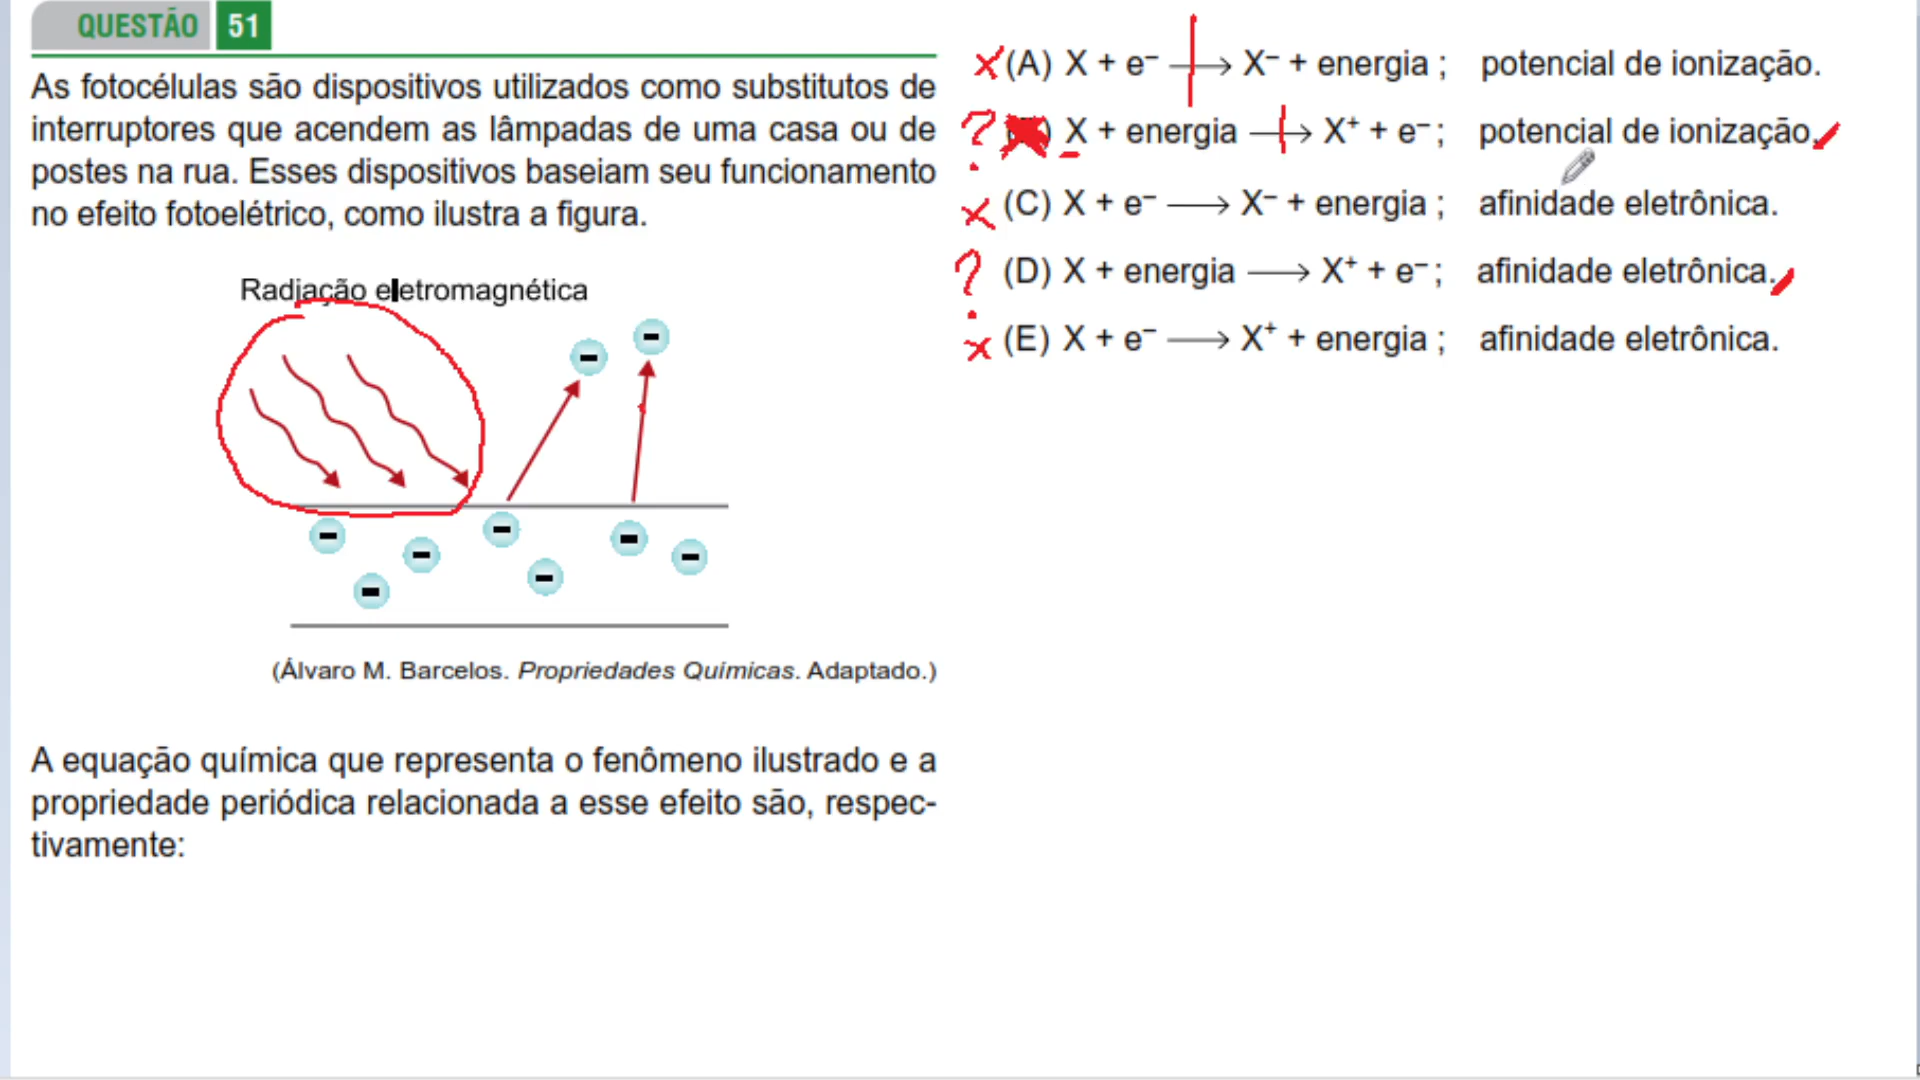 QUESTÃO 51
As fotocélulas são dispositivos utilizados como substitutos de
interruptores que acendem as lâmpadas de uma casa ou de
postes na rua. Esses dispositivos baseiam seu funcionamento
no efeito fotoelétrico, como ilustra a figura.
Radiação eletromagnética
(Álvaro M. Barcelos. Propriedades Químicas. Adaptado.)
A equação química que representa o fenômeno ilustrado e a
propriedade periódica relacionada a esse efeito são, respec-
tivamente:
x (A) X + e⁻ ⟶ X⁻ + energia ; potencial de ionização.
? X + energia ⟶ X⁺ + e⁻ ; potencial de ionização.
x (C) X + e⁻ ⟶ X⁻ + energia ; afinidade eletrônica.
? (D) X + energia ⟶ X⁺ + e⁻ ; afinidade eletrônica.
x (E) X + e⁻ ⟶ X⁺ + energia ; afinidade eletrônica.